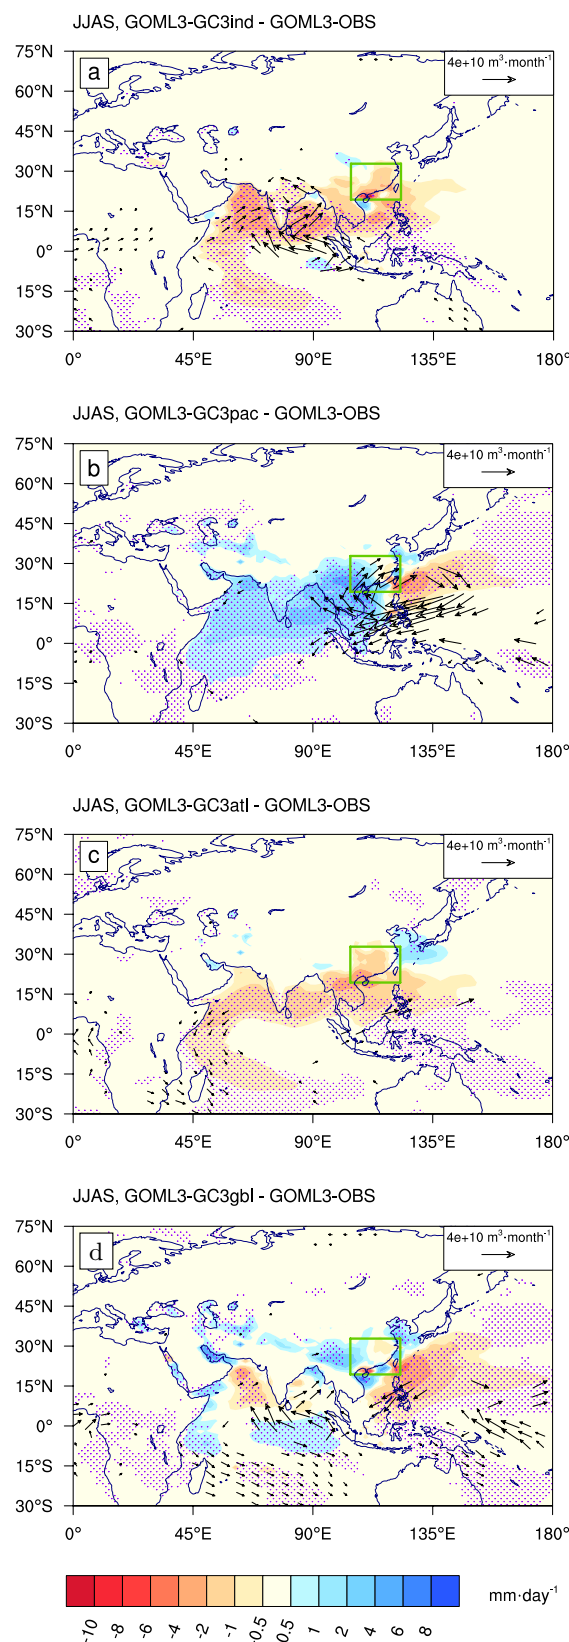 JJAS, GOML3-GC3ind - GOML3-OBS
75°N
a
4e+10 m³·month⁻¹
60°N
45°N
30°N
15°N
0°
15°S
30°S
0° 45°E 90°E 135°E 180°
JJAS, GOML3-GC3pac - GOML3-OBS
75°N
b
4e+10 m³·month⁻¹
60°N
45°N
30°N
15°N
0°
15°S
30°S
0° 45°E 90°E 135°E 180°
JJAS, GOML3-GC3atl - GOML3-OBS
75°N
c
4e+10 m³·month⁻¹
60°N
45°N
30°N
15°N
0°
15°S
30°S
0° 45°E 90°E 135°E 180°
JJAS, GOML3-GC3gbl - GOML3-OBS
75°N
d
4e+10 m³·month⁻¹
60°N
45°N
30°N
15°N
0°
15°S
30°S
0° 45°E 90°E 135°E 180°
mm·day⁻¹
-10 -8 -6 -4 -2 -1 -0.5 0.5 1 2 4 6 8